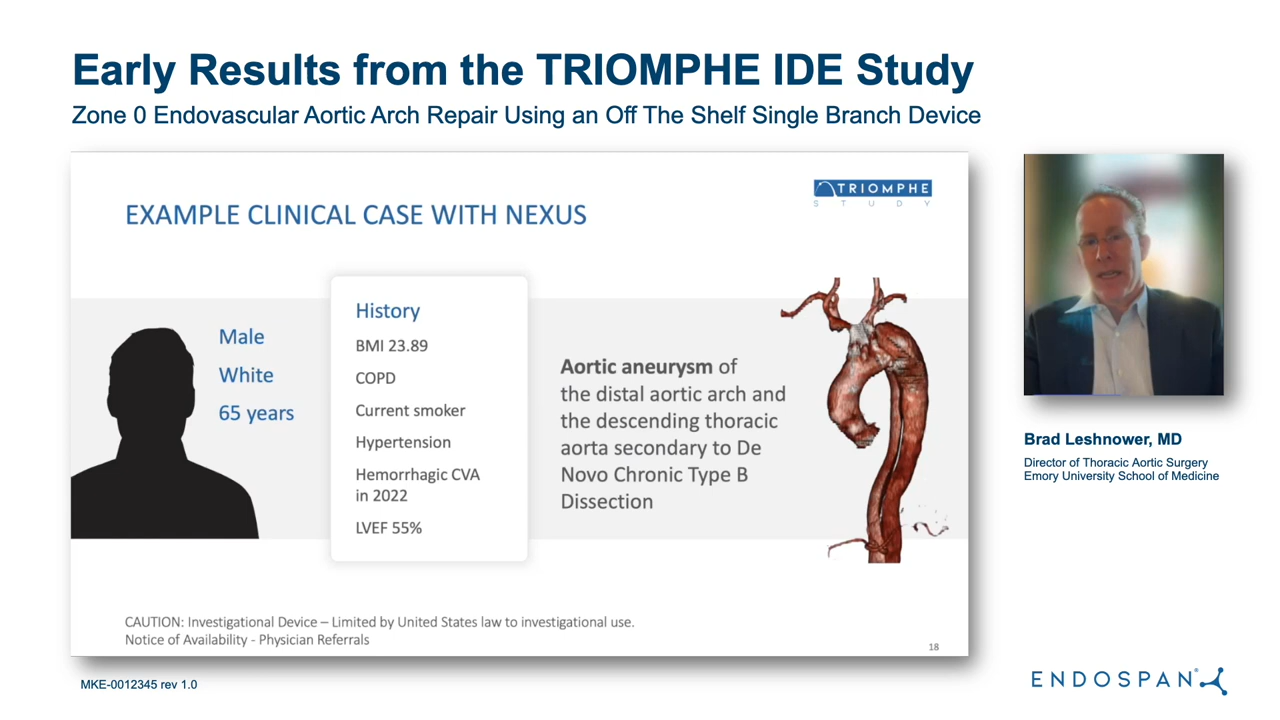 Early Results from the TRIOMPHE IDE Study
Zone 0 Endovascular Aortic Arch Repair Using an Off The Shelf Single Branch Device
TRIOMPHE
STUDY
EXAMPLE CLINICAL CASE WITH NEXUS
Male
White
65 years
History
BMI 23.89
COPD
Current smoker
Hypertension
Hemorrhagic CVA
in 2022
LVEF 55%
Aortic aneurysm of
the distal aortic arch and
the descending thoracic
aorta secondary to De
Novo Chronic Type B
Dissection
CAUTION: Investigational Device – Limited by United States law to investigational use.
Notice of Availability - Physician Referrals
18
Brad Leshnower, MD
Director of Thoracic Aortic Surgery
Emory University School of Medicine
MKE-0012345 rev 1.0
ENDOSPAN®